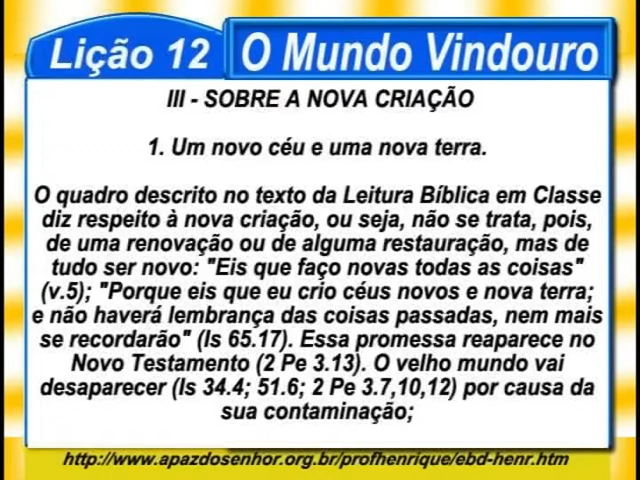 Lição 12
O Mundo Vindouro
III - SOBRE A NOVA CRIAÇÃO
1. Um novo céu e uma nova terra.
O quadro descrito no texto da Leitura Bíblica em Classe
diz respeito à nova criação, ou seja, não se trata, pois,
de uma renovação ou de alguma restauração, mas de
tudo ser novo: "Eis que faço novas todas as coisas"
(v.5); "Porque eis que eu crio céus novos e nova terra;
e não haverá lembrança das coisas passadas, nem mais
se recordarão" (Is 65.17). Essa promessa reaparece no
Novo Testamento (2 Pe 3.13). O velho mundo vai
desaparecer (Is 34.4; 51.6; 2 Pe 3.7,10,12) por causa da
sua contaminação;
http://www.apazdosenhor.org.br/profhenrique/ebd-henr.htm